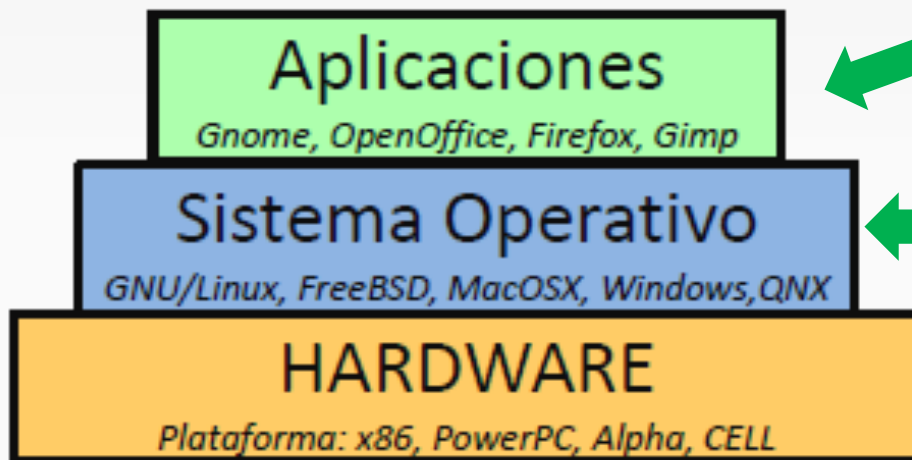 Aplicaciones
Gnome, OpenOffice, Firefox, Gimp
Sistema Operativo
GNU/Linux, FreeBSD, MacOSX, Windows,QNX
HARDWARE
Plataforma: x86, PowerPC, Alpha, CELL